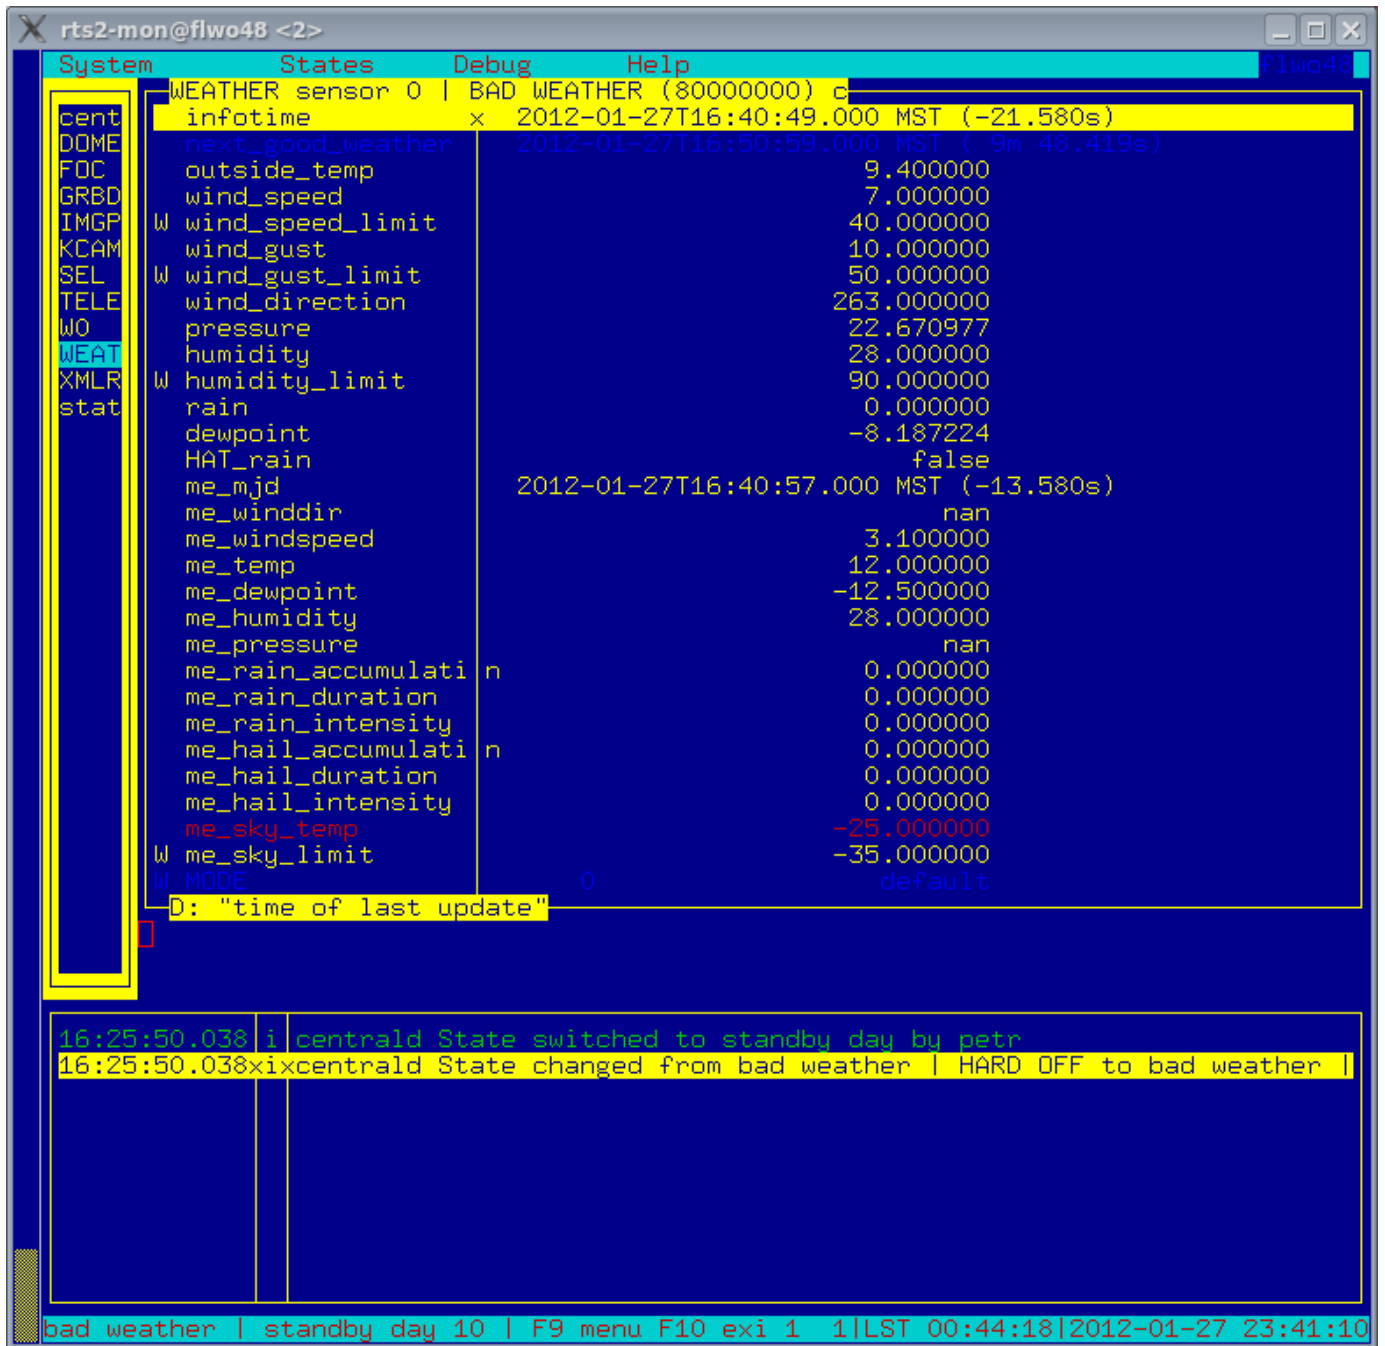 rts2-mon@flwo48 <2>
System States Debug Help flwo48
WEATHER sensor 0 | BAD WEATHER (80000000) c
cent
DOME
FOC
GRBD
IMGP
KCAM
SEL
TELE
WO
WEAT
XMLR
stat
infotime x 2012-01-27T16:40:49.000 MST (-21.580s)
next_good_weather 2012-01-27T16:50:59.000 MST ( 9m 48.419s)
outside_temp 9.400000
wind_speed 7.000000
W wind_speed_limit 40.000000
wind_gust 10.000000
W wind_gust_limit 50.000000
wind_direction 263.000000
pressure 22.670977
humidity 28.000000
W humidity_limit 90.000000
rain 0.000000
dewpoint -8.187224
HAT_rain false
me_mjd 2012-01-27T16:40:57.000 MST (-13.580s)
me_winddir nan
me_windspeed 3.100000
me_temp 12.000000
me_dewpoint -12.500000
me_humidity 28.000000
me_pressure nan
me_rain_accumulati n 0.000000
me_rain_duration 0.000000
me_rain_intensity 0.000000
me_hail_accumulati n 0.000000
me_hail_duration 0.000000
me_hail_intensity 0.000000
me_sky_temp -25.000000
W me_sky_limit -35.000000
W MODE 0 default
D: "time of last update"
16:25:50.038 i centrald State switched to standby day by petr
16:25:50.038xixcentrald State changed from bad weather | HARD OFF to bad weather |
bad weather | standby day 10 | F9 menu F10 exi 1 1|LST 00:44:18|2012-01-27 23:41:10